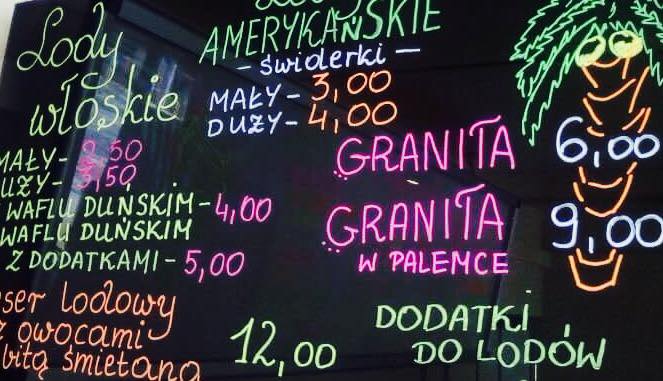 Lody
włoskie
MAŁY - 2,50
DUŻY - 3,50
W WAFLU DUŃSKIM - 4,00
WAFLU DUŃSKIM
Z DODATKAMI - 5,00
ser lodowy
z owocami
bitą śmietaną
12,00
Lody
AMERYKAŃSKIE
- świderki -
MAŁY - 3,00
DUŻY - 4,00
GRANITA 6,00
GRANITA 9,00
W PALEMCE
DODATKI
DO LODÓW